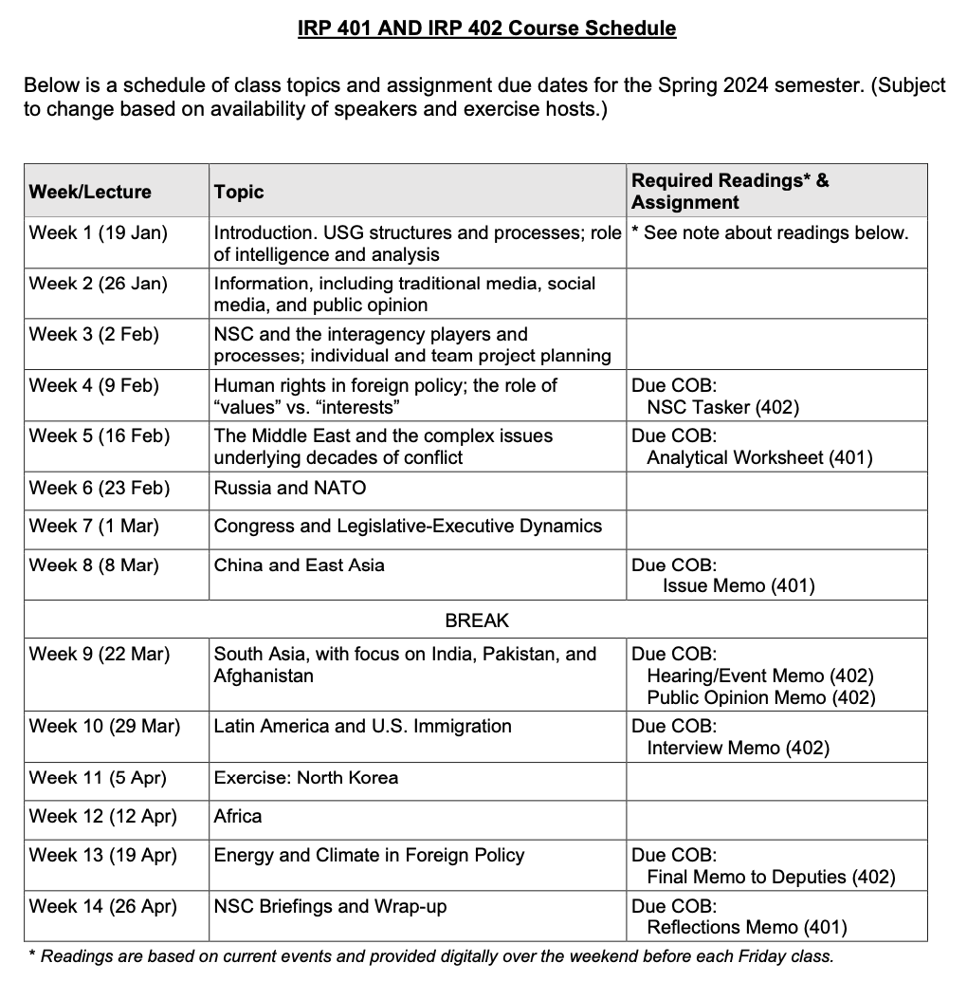 IRP 401 AND IRP 402 Course Schedule
Below is a schedule of class topics and assignment due dates for the Spring 2024 semester. (Subject
to change based on availability of speakers and exercise hosts.)
Week/Lecture
Topic
Required Readings* &
Assignment
Week 1 (19 Jan)
Introduction. USG structures and processes; role
of intelligence and analysis
* See note about readings below.
Week 2 (26 Jan)
Information, including traditional media, social
media, and public opinion
Week 3 (2 Feb)
NSC and the interagency players and
processes; individual and team project planning
Week 4 (9 Feb)
Human rights in foreign policy; the role of
“values” vs. “interests”
Due COB:
NSC Tasker (402)
Week 5 (16 Feb)
The Middle East and the complex issues
underlying decades of conflict
Due COB:
Analytical Worksheet (401)
Week 6 (23 Feb)
Russia and NATO
Week 7 (1 Mar)
Congress and Legislative-Executive Dynamics
Week 8 (8 Mar)
China and East Asia
Due COB:
Issue Memo (401)
BREAK
Week 9 (22 Mar)
South Asia, with focus on India, Pakistan, and
Afghanistan
Due COB:
Hearing/Event Memo (402)
Public Opinion Memo (402)
Week 10 (29 Mar)
Latin America and U.S. Immigration
Due COB:
Interview Memo (402)
Week 11 (5 Apr)
Exercise: North Korea
Week 12 (12 Apr)
Africa
Week 13 (19 Apr)
Energy and Climate in Foreign Policy
Due COB:
Final Memo to Deputies (402)
Week 14 (26 Apr)
NSC Briefings and Wrap-up
Due COB:
Reflections Memo (401)
* Readings are based on current events and provided digitally over the weekend before each Friday class.